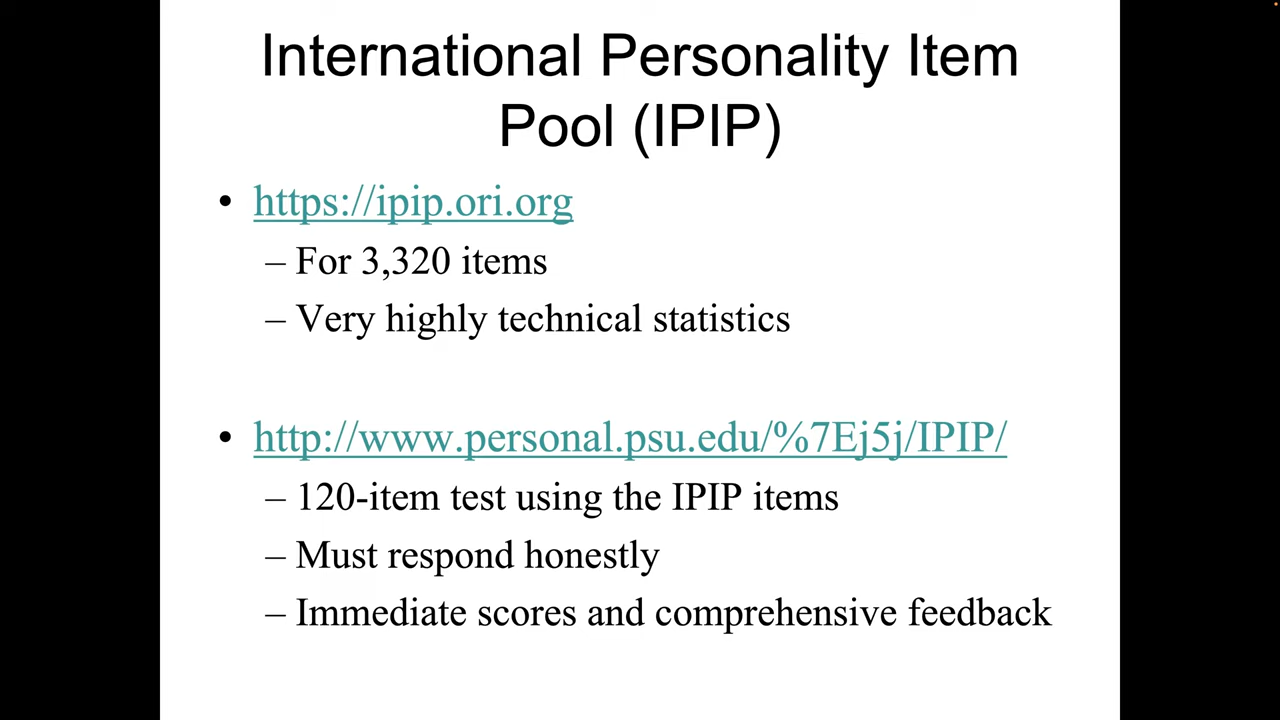 International Personality Item
Pool (IPIP)
• https://ipip.ori.org
– For 3,320 items
– Very highly technical statistics
• http://www.personal.psu.edu/%7Ej5j/IPIP/
– 120-item test using the IPIP items
– Must respond honestly
– Immediate scores and comprehensive feedback